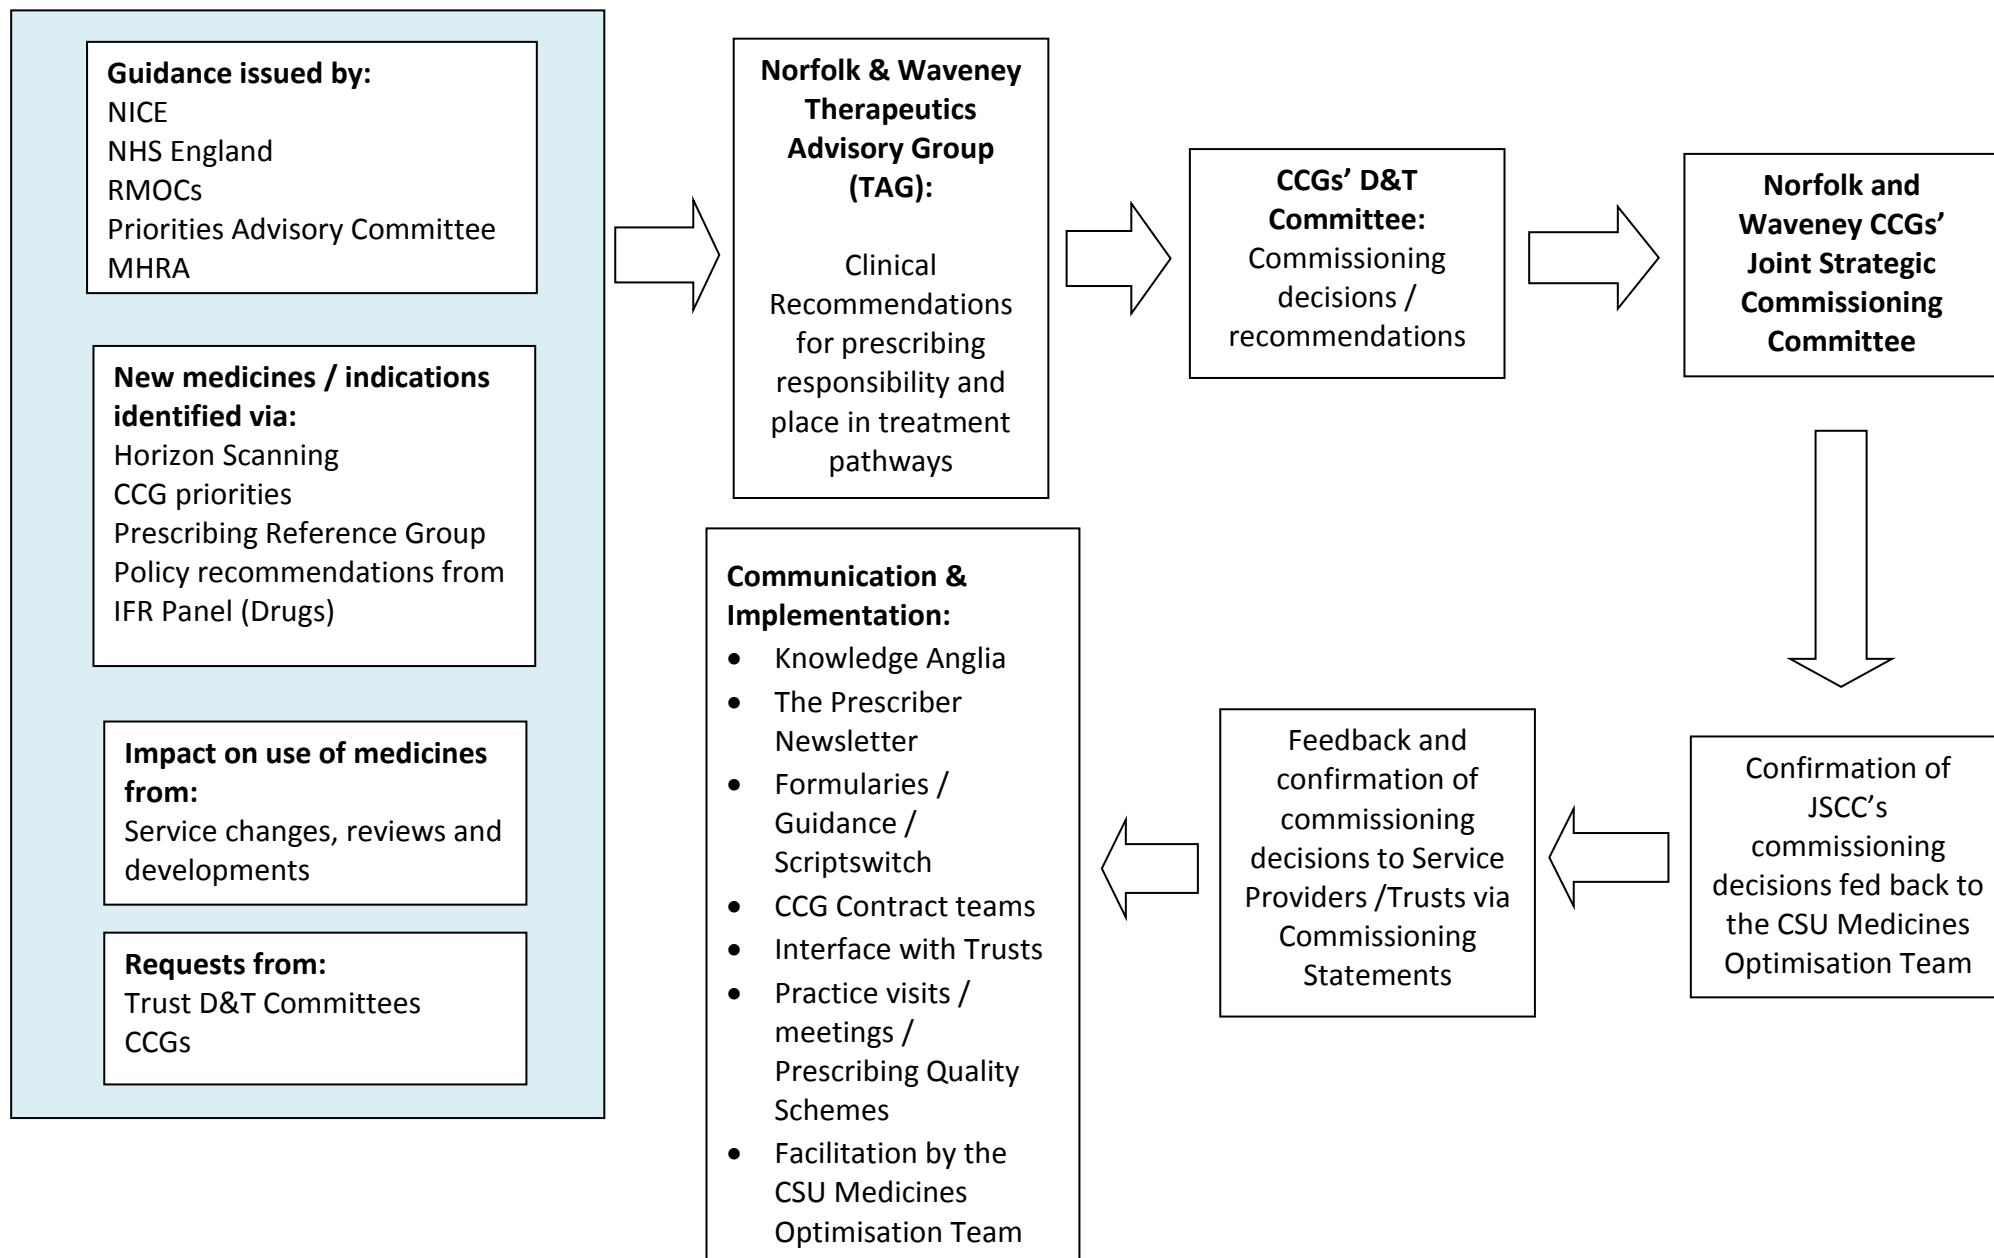 Guidance issued by:
NICE
NHS England
RMOCs
Priorities Advisory Committee
MHRA
New medicines / indications
identified via:
Horizon Scanning
CCG priorities
Prescribing Reference Group
Policy recommendations from
IFR Panel (Drugs)
Impact on use of medicines
from:
Service changes, reviews and
developments
Requests from:
Trust D&T Committees
CCGs
Norfolk & Waveney
Therapeutics
Advisory Group
(TAG):
Clinical
Recommendations
for prescribing
responsibility and
place in treatment
pathways
CCGs’ D&T
Committee:
Commissioning
decisions /
recommendations
Norfolk and
Waveney CCGs’
Joint Strategic
Commissioning
Committee
Confirmation of
JSCC’s
commissioning
decisions fed back to
the CSU Medicines
Optimisation Team
Feedback and
confirmation of
commissioning
decisions to Service
Providers /Trusts via
Commissioning
Statements
Communication &
Implementation:
• Knowledge Anglia
• The Prescriber
Newsletter
• Formularies /
Guidance /
Scriptswitch
• CCG Contract teams
• Interface with Trusts
• Practice visits /
meetings /
Prescribing Quality
Schemes
• Facilitation by the
CSU Medicines
Optimisation Team